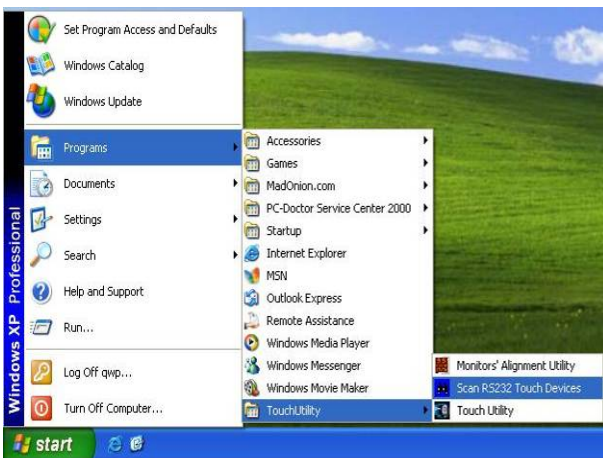 Set Program Access and Defaults
Windows Catalog
Windows Update
Programs
Documents
Settings
Search
Help and Support
Run...
Log Off qwp...
Turn Off Computer...
Windows XP Professional
Accessories
Games
MadOnion.com
PC-Doctor Service Center 2000
Startup
Internet Explorer
MSN
Outlook Express
Remote Assistance
Windows Media Player
Windows Messenger
Windows Movie Maker
TouchUtility
Monitors' Alignment Utility
Scan RS232 Touch Devices
Touch Utility
start